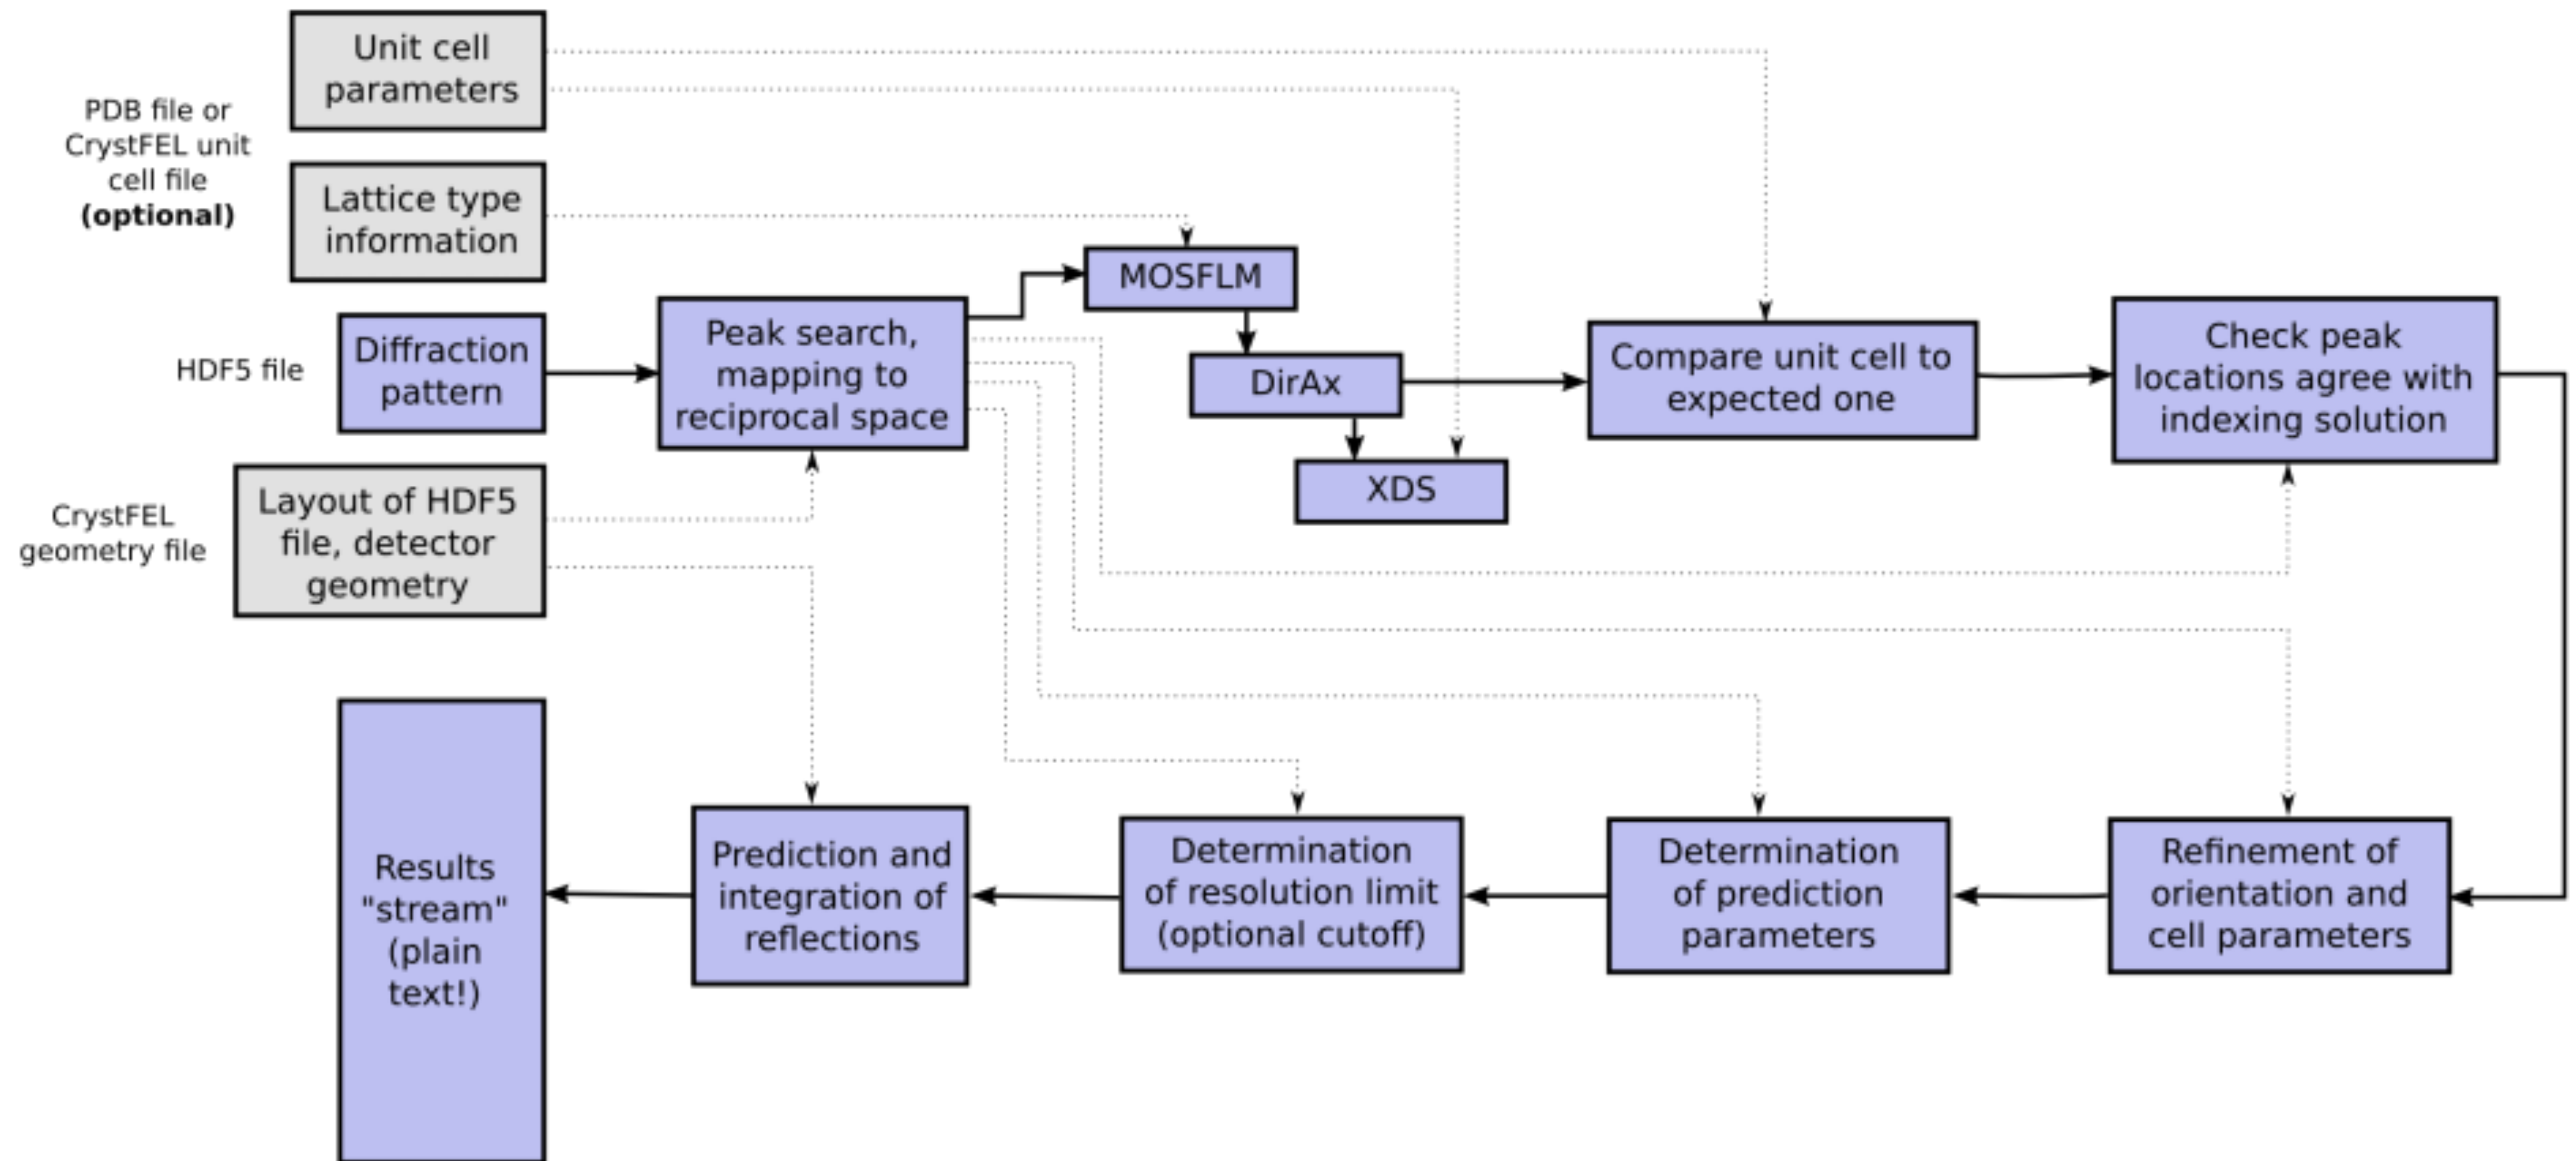 Unit cell
parameters
PDB file or
CrystFEL unit
cell file
(optional)
Lattice type
information
MOSFLM
HDF5 file
Diffraction
pattern
Peak search,
mapping to
reciprocal space
DirAx
XDS
Compare unit cell to
expected one
Check peak
locations agree with
indexing solution
CrystFEL
geometry file
Layout of HDF5
file, detector
geometry
Results
"stream"
(plain
text!)
Prediction and
integration of
reflections
Determination
of resolution limit
(optional cutoff)
Determination
of prediction
parameters
Refinement of
orientation and
cell parameters